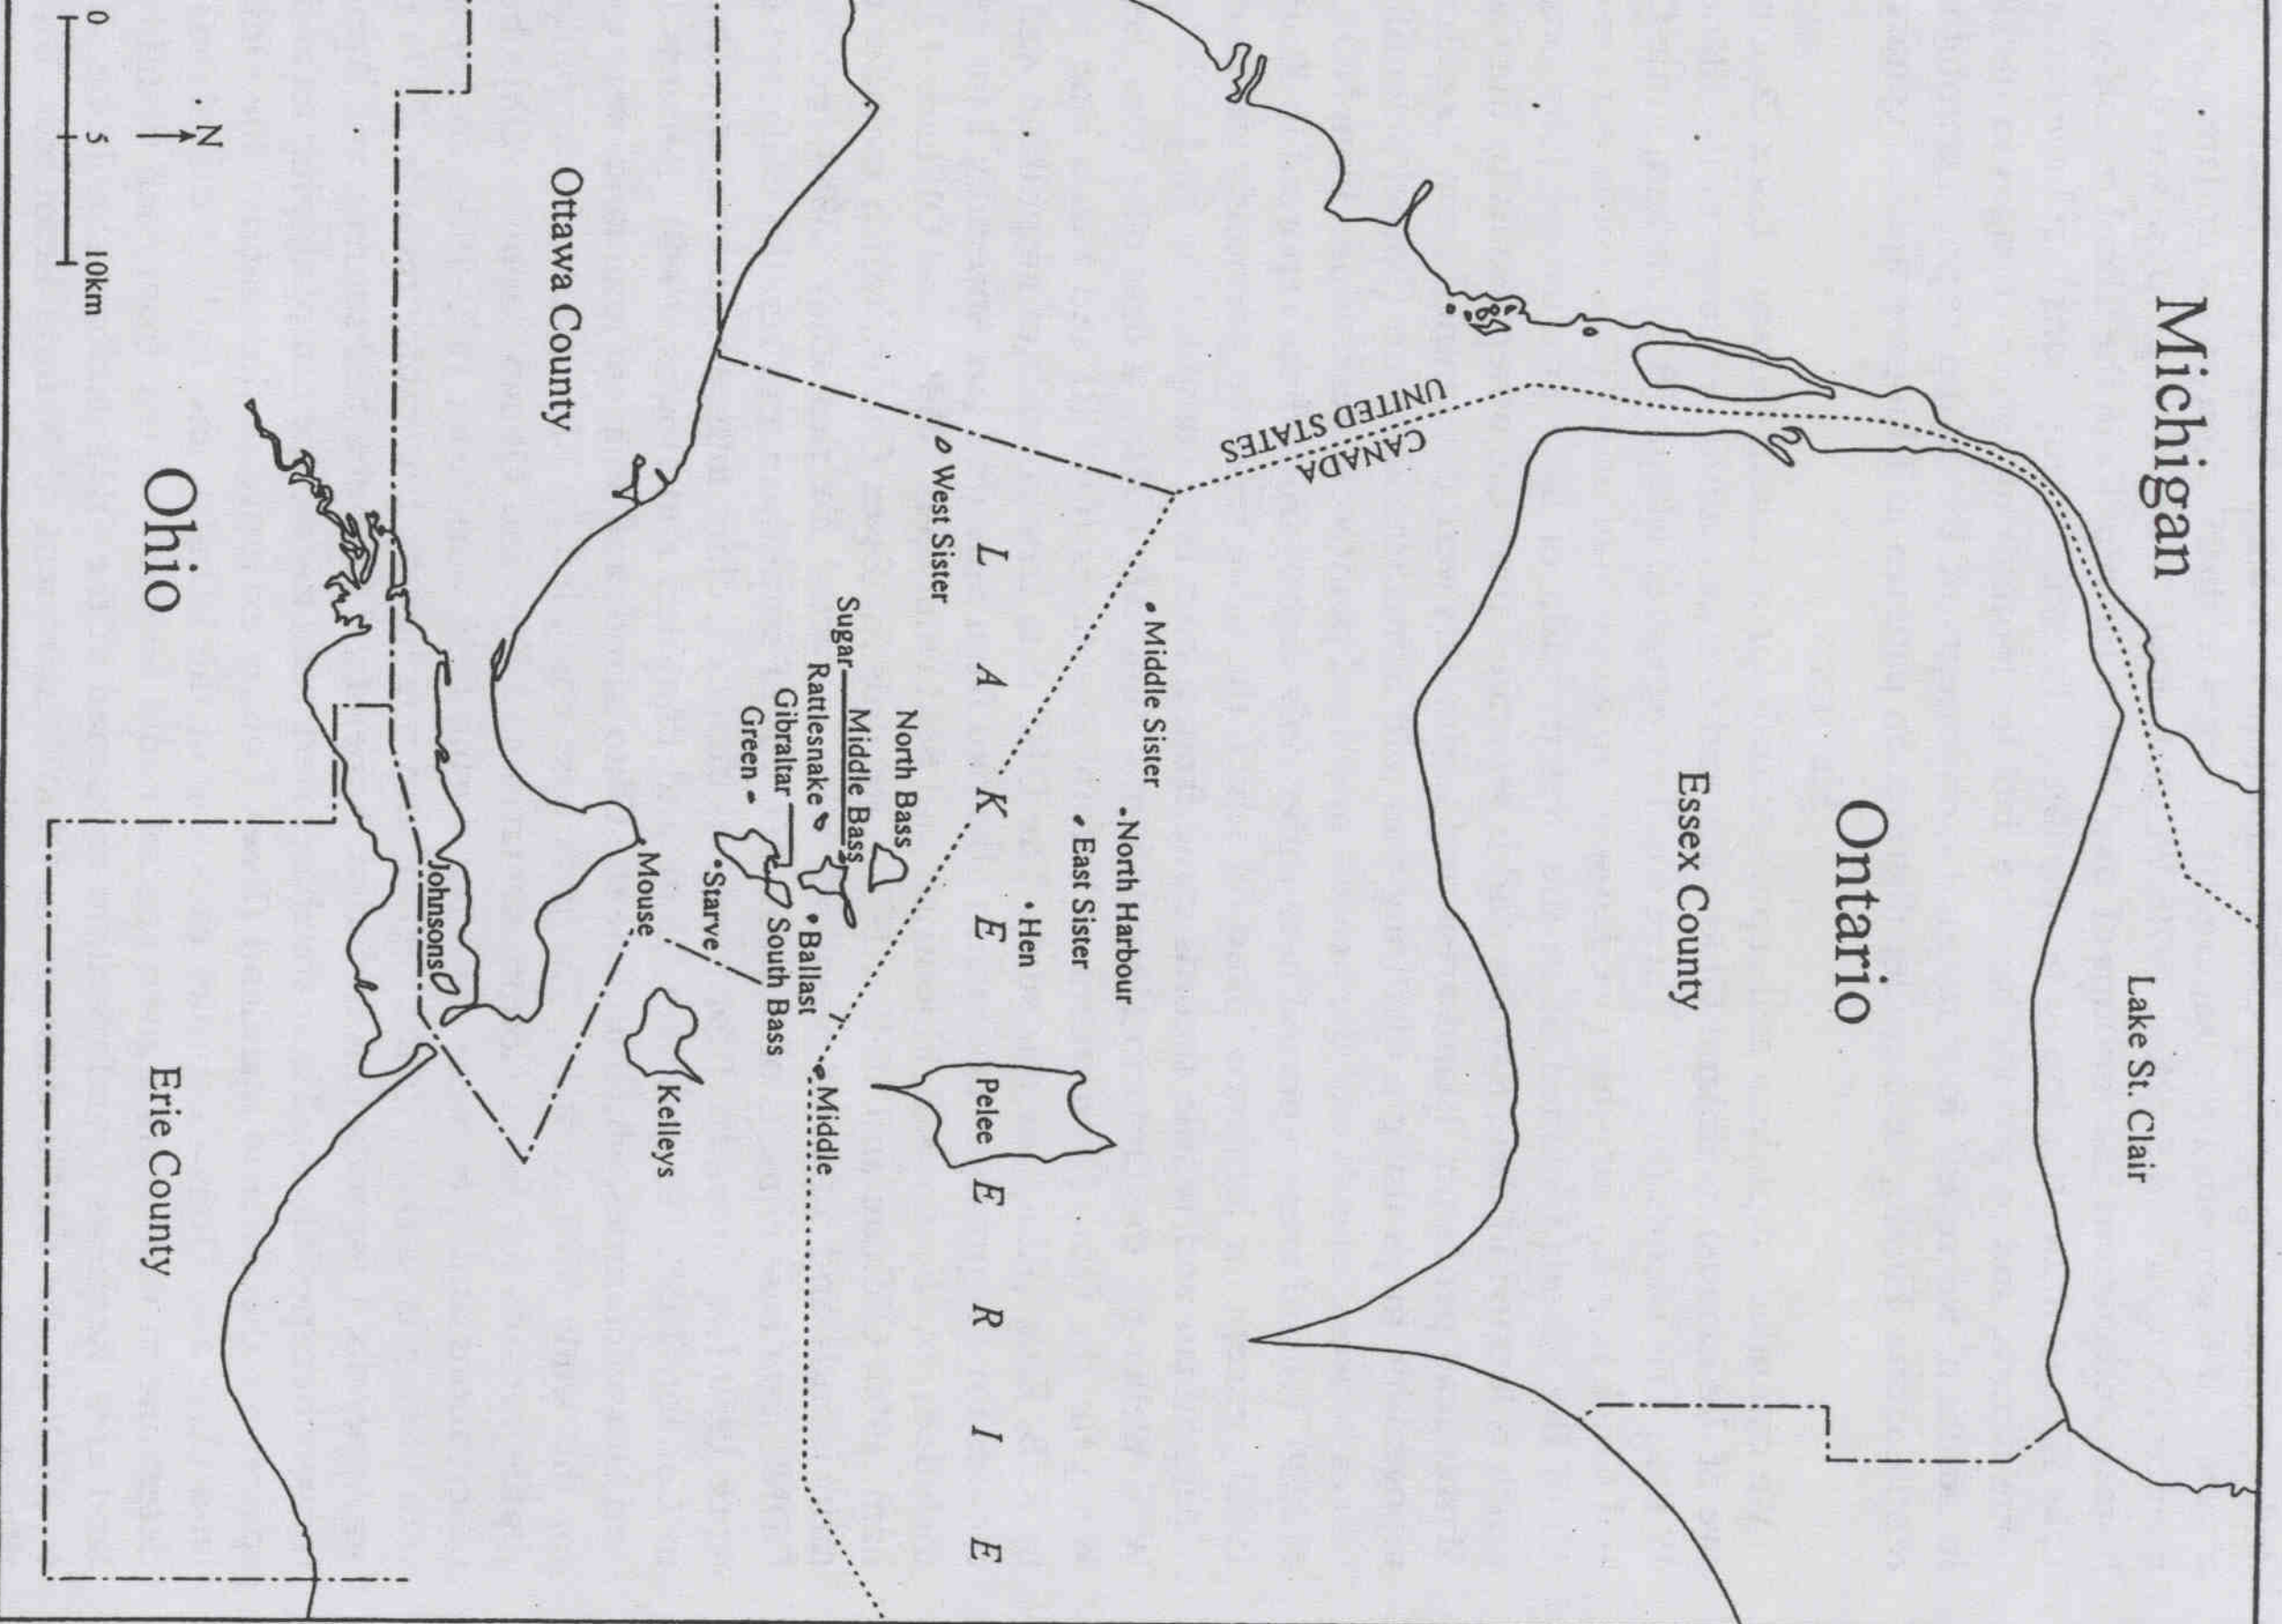 Michigan
Lake St. Clair
Ontario
Essex County
UNITED STATES
CANADA
Middle Sister
North Harbour
East Sister
Hen
West Sister
LAKE ERIE
Pelee
North Bass
Sugar
Middle Bass
Rattlesnake
Gibraltar
Green
Ballast
South Bass
Starve
Middle
Mouse
Kelleys
Ottawa County
Johnsons
Ohio
Erie County
N
0 5 10km